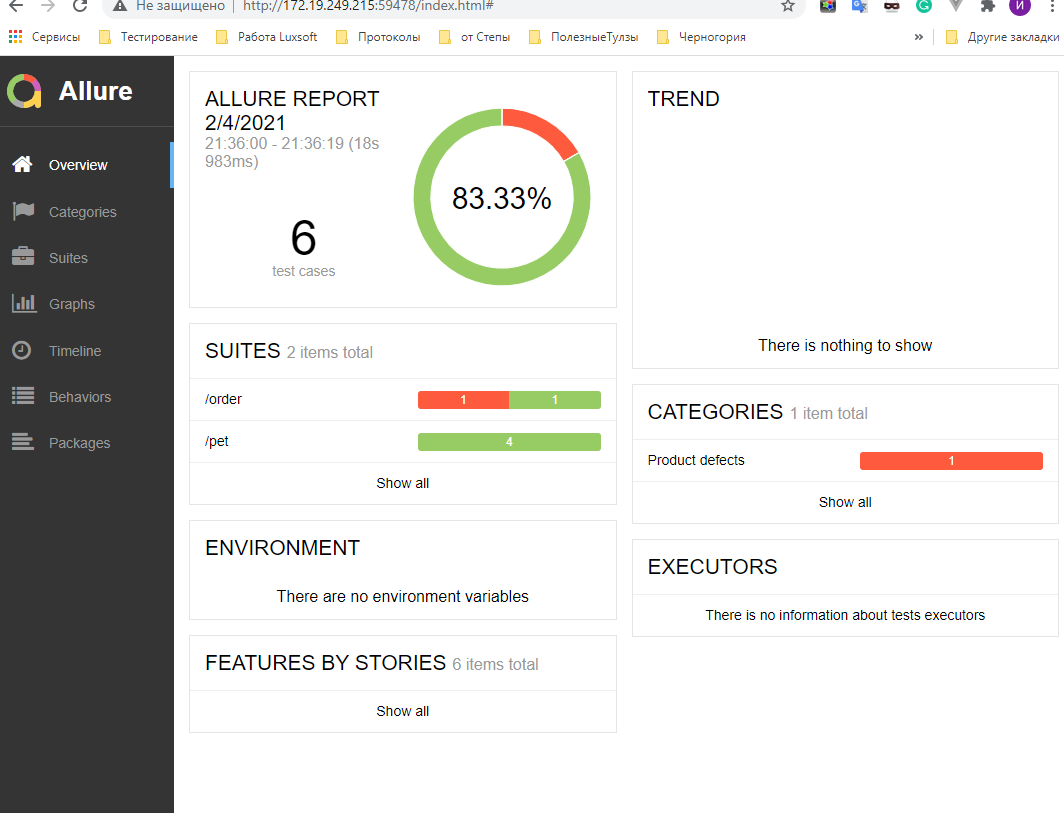 Не защищено | http://172.19.249.215:59478/index.html#
И
Сервисы Тестирование Работа Luxsoft Протоколы от Степы ПолезныеТулзы Черногория » Другие закладки
Allure
Overview
Categories
Suites
Graphs
Timeline
Behaviors
Packages
ALLURE REPORT
2/4/2021
21:36:00 - 21:36:19 (18s
983ms)
6
test cases
83.33%
SUITES 2 items total
/order 1 1
/pet 4
Show all
ENVIRONMENT
There are no environment variables
FEATURES BY STORIES 6 items total
Show all
TREND
There is nothing to show
CATEGORIES 1 item total
Product defects 1
Show all
EXECUTORS
There is no information about tests executors